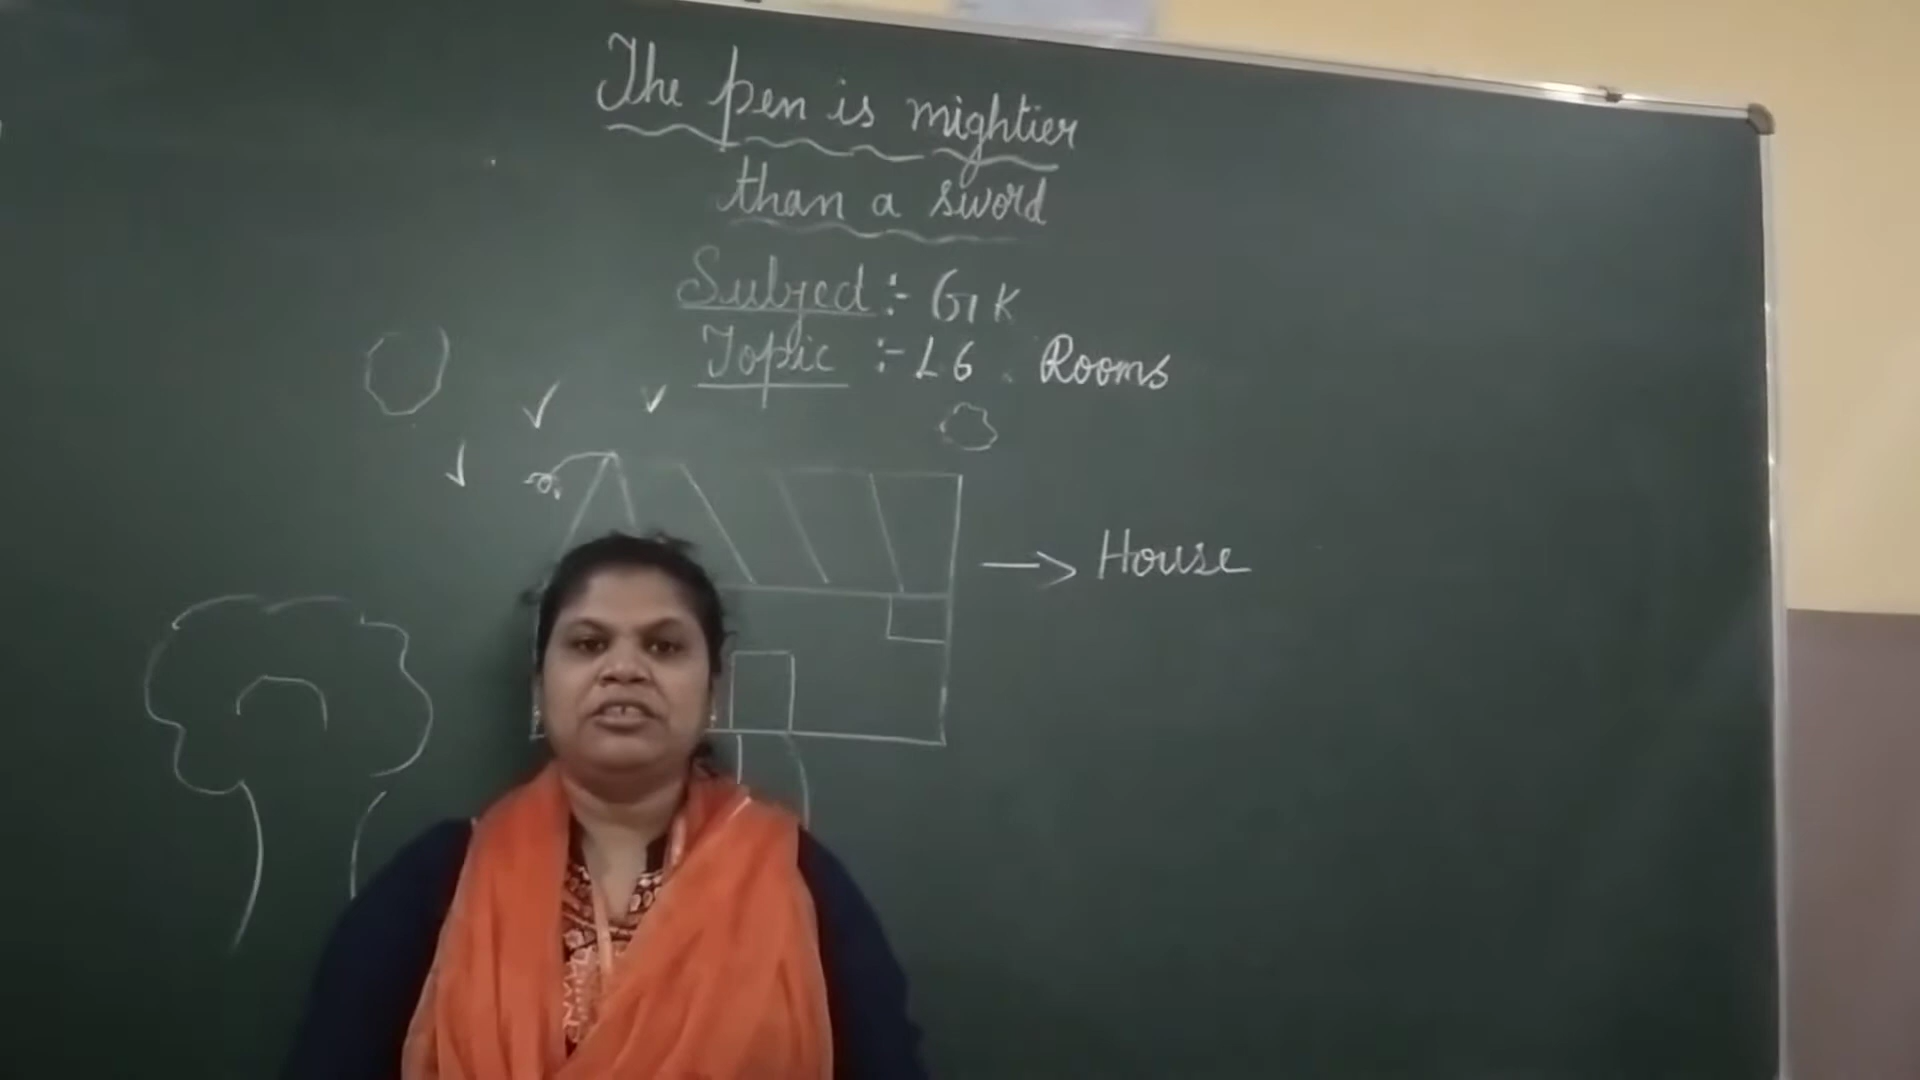 The pen is mightier
than a sword
Subject :- GK
Topic :- L6 . Rooms
→ House